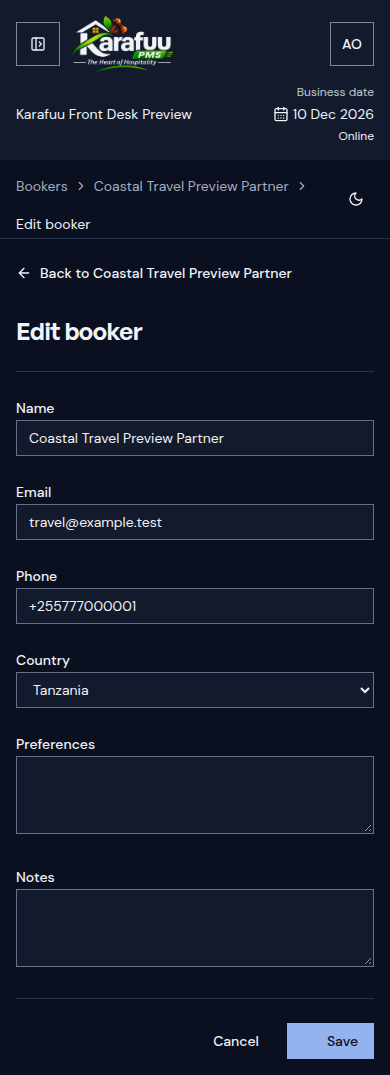 Karafuu
PMS
The Heart of Hospitality
AO
Business date
Karafuu Front Desk Preview
10 Dec 2026
Online
Bookers > Coastal Travel Preview Partner >
Edit booker
Back to Coastal Travel Preview Partner
Edit booker
Name
Coastal Travel Preview Partner
Email
travel@example.test
Phone
+255777000001
Country
Tanzania
Preferences
Notes
Cancel
Save